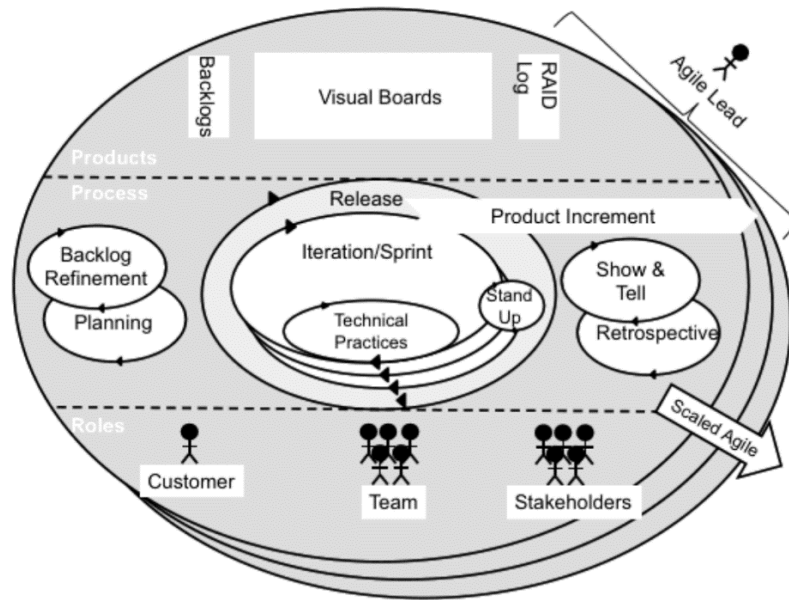 Backlogs
Visual Boards
RAID
Log
Agile Lead
Products
Process
Release
Product Increment
Iteration/Sprint
Backlog
Refinement
Planning
Stand
Up
Technical
Practices
Show &
Tell
Retrospective
Scaled Agile
Roles
Customer
Team
Stakeholders